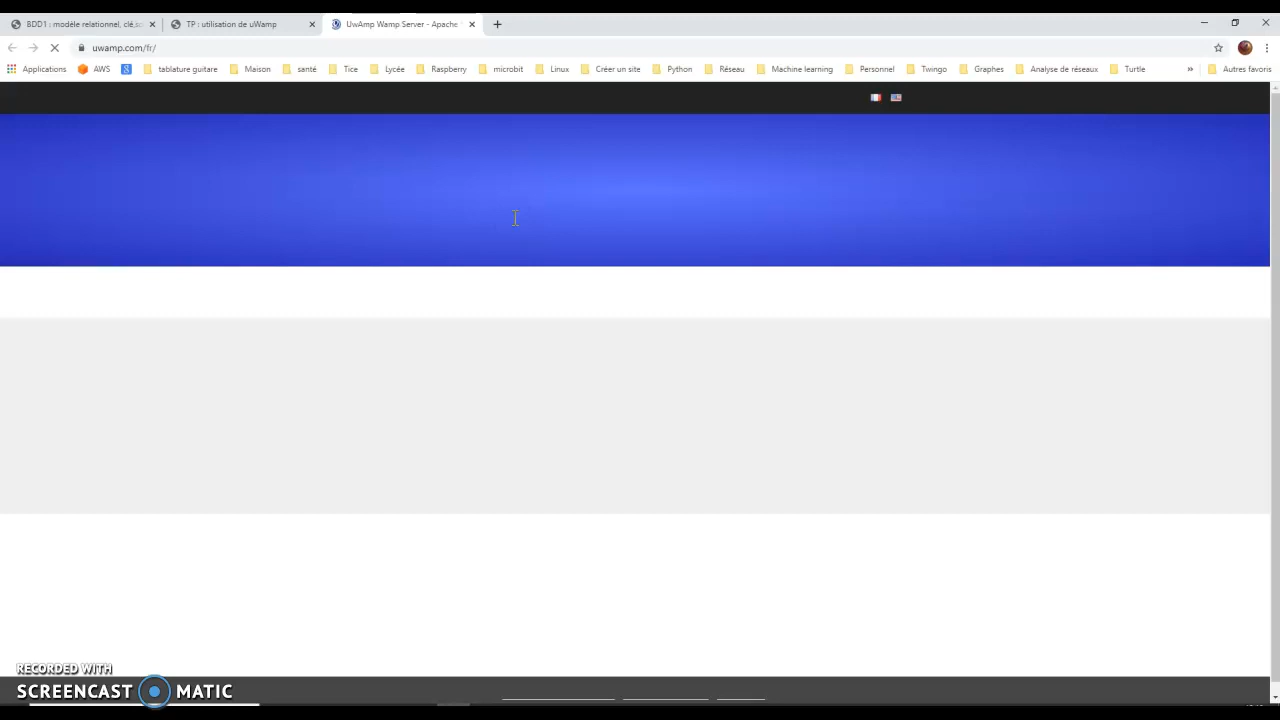 BDD1 : modèle relationnel, clé,sc
TP : utilisation de uWamp
UwAmp Wamp Server - Apache
uwamp.com/fr/
Applications
AWS
tablature guitare
Maison
santé
Tice
Lycée
Raspberry
microbit
Linux
Créer un site
Python
Réseau
Machine learning
Personnel
Twingo
Graphes
Analyse de réseaux
Turtle
»
Autres favoris
RECORDED WITH
SCREENCAST MATIC